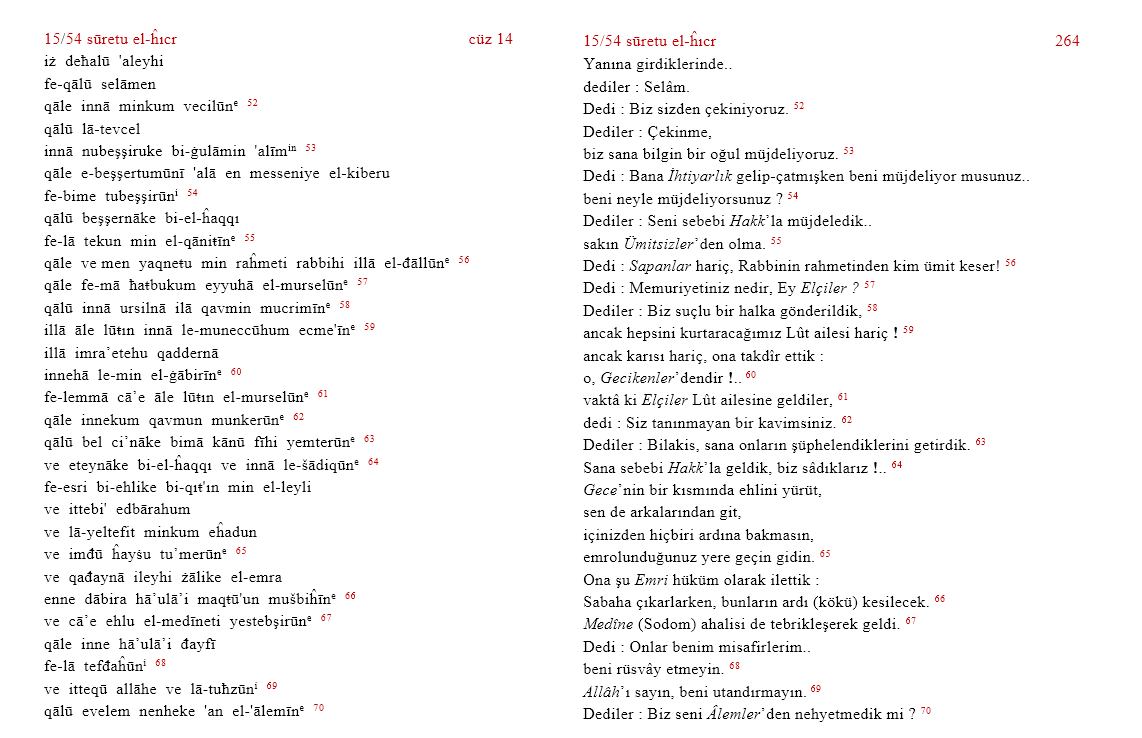 15/54 sūretu el-ĥıcr cüz 14
iż deħalū 'aleyhi
fe-qālū selāmen
qāle innā minkum vecilūnᵉ 52
qālū lā-tevcel
innā nubeşşiruke bi-ġulāmin 'alīmⁱⁿ 53
qāle e-beşşertumūnī 'alā en messeniye el-kiberu
fe-bime tubeşşirūnⁱ 54
qālū beşşernāke bi-el-ĥaqqı
fe-lā tekun min el-qāniŧīnᵉ 55
qāle ve men yaqneŧu min raĥmeti rabbihi illā el-đāllūnᵉ 56
qāle fe-mā ħaŧbukum eyyuhā el-murselūnᵉ 57
qālū innā ursilnā ilā qavmin mucrimīnᵉ 58
illā āle lūŧın innā le-muneccūhum ecme'īnᵉ 59
illā imra’etehu qaddernā
innehā le-min el-ġābirīnᵉ 60
fe-lemmā cā’e āle lūŧın el-murselūnᵉ 61
qāle innekum qavmun munkerūnᵉ 62
qālū bel ci’nāke bimā kānū fīhi yemterūnᵉ 63
ve eteynāke bi-el-ĥaqqı ve innā le-šādiqūnᵉ 64
fe-esri bi-ehlike bi-qıŧ'ın min el-leyli
ve ittebi' edbārahum
ve lā-yeltefit minkum eĥadun
ve imđū ĥayṡu tu’merūnᵉ 65
ve qađaynā ileyhi żālike el-emra
enne dābira hā’ulā’i maqŧū'un mušbiĥīnᵉ 66
ve cā’e ehlu el-medīneti yestebşirūnᵉ 67
qāle inne hā’ulā’i đayfī
fe-lā tefđaĥūnⁱ 68
ve itteqū allāhe ve lā-tuħzūnⁱ 69
qālū evelem nenheke 'an el-'ālemīnᵉ 70
15/54 sūretu el-ĥıcr 264
Yanına girdiklerinde..
dediler : Selâm.
Dedi : Biz sizden çekiniyoruz. 52
Dediler : Çekinme,
biz sana bilgin bir oğul müjdeliyoruz. 53
Dedi : Bana İhtiyarlık gelip-çatmışken beni müjdeliyor musunuz..
beni neyle müjdeliyorsunuz ? 54
Dediler : Seni sebebi Hakk’la müjdeledik..
sakın Ümitsizler’den olma. 55
Dedi : Sapanlar hariç, Rabbinin rahmetinden kim ümit keser! 56
Dedi : Memuriyetiniz nedir, Ey Elçiler ? 57
Dediler : Biz suçlu bir halka gönderildik, 58
ancak hepsini kurtaracağımız Lût ailesi hariç ! 59
ancak karısı hariç, ona takdîr ettik :
o, Gecikenler’dendir !.. 60
vaktâ ki Elçiler Lût ailesine geldiler, 61
dedi : Siz tanınmayan bir kavimsiniz. 62
Dediler : Bilakis, sana onların şüphelendiklerini getirdik. 63
Sana sebebi Hakk’la geldik, biz sâdıklarız !.. 64
Gece’nin bir kısmında ehlini yürüt,
sen de arkalarından git,
içinizden hiçbiri ardına bakmasın,
emrolunduğunuz yere geçin gidin. 65
Ona şu Emri hüküm olarak ilettik :
Sabaha çıkarlarken, bunların ardı (kökü) kesilecek. 66
Medîne (Sodom) ahalisi de tebrikleşerek geldi. 67
Dedi : Onlar benim misafirlerim..
beni rüsvây etmeyin. 68
Allâh’ı sayın, beni utandırmayın. 69
Dediler : Biz seni Âlemler’den nehyetmedik mi ? 70